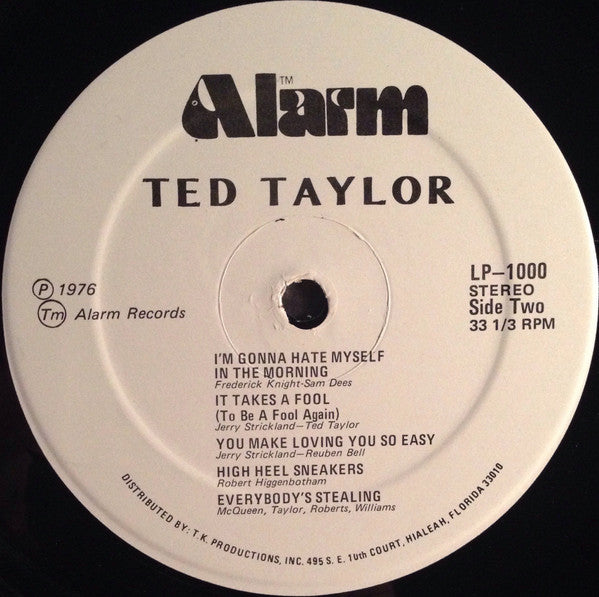 Alarm TM
TED TAYLOR
℗ 1976
Tm Alarm Records
LP-1000
STEREO
Side Two
33 1/3 RPM
I'M GONNA HATE MYSELF
IN THE MORNING
Frederick Knight-Sam Dees
IT TAKES A FOOL
(To Be A Fool Again)
Jerry Strickland-Ted Taylor
YOU MAKE LOVING YOU SO EASY
Jerry Strickland-Reuben Bell
HIGH HEEL SNEAKERS
Robert Higgenbotham
EVERYBODY'S STEALING
McQueen, Taylor, Roberts, Williams
DISTRIBUTED BY: T.K. PRODUCTIONS, INC. 495 S. E. 10th COURT, HIALEAH, FLORIDA 33010